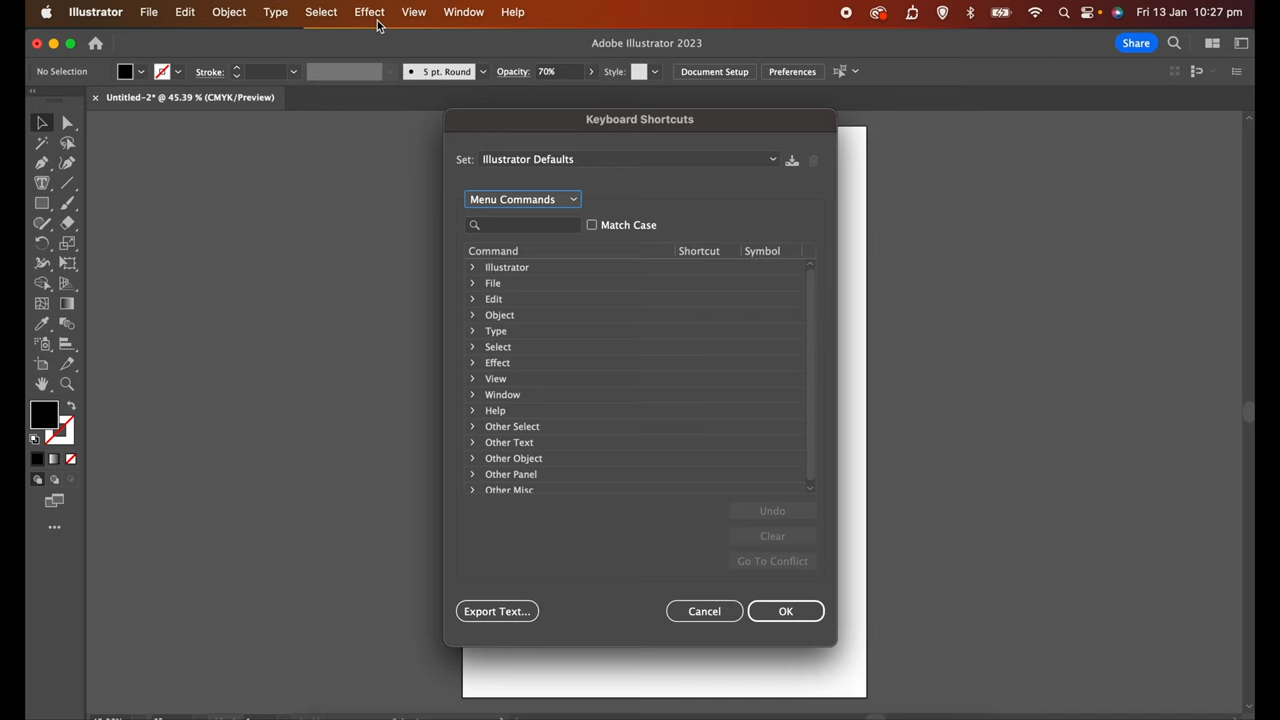 Illustrator File Edit Object Type Select Effect View Window Help Fri 13 Jan 10:27 pm
Adobe Illustrator 2023 Share
No Selection Stroke: 5 pt. Round Opacity: 70% Style: Document Setup Preferences
Untitled-2* @ 45.39 % (CMYK/Preview)
Keyboard Shortcuts
Set: Illustrator Defaults
Menu Commands
Match Case
Command Shortcut Symbol
Illustrator
File
Edit
Object
Type
Select
Effect
View
Window
Help
Other Select
Other Text
Other Object
Other Panel
Other Misc
Undo
Clear
Go To Conflict
Export Text... Cancel OK